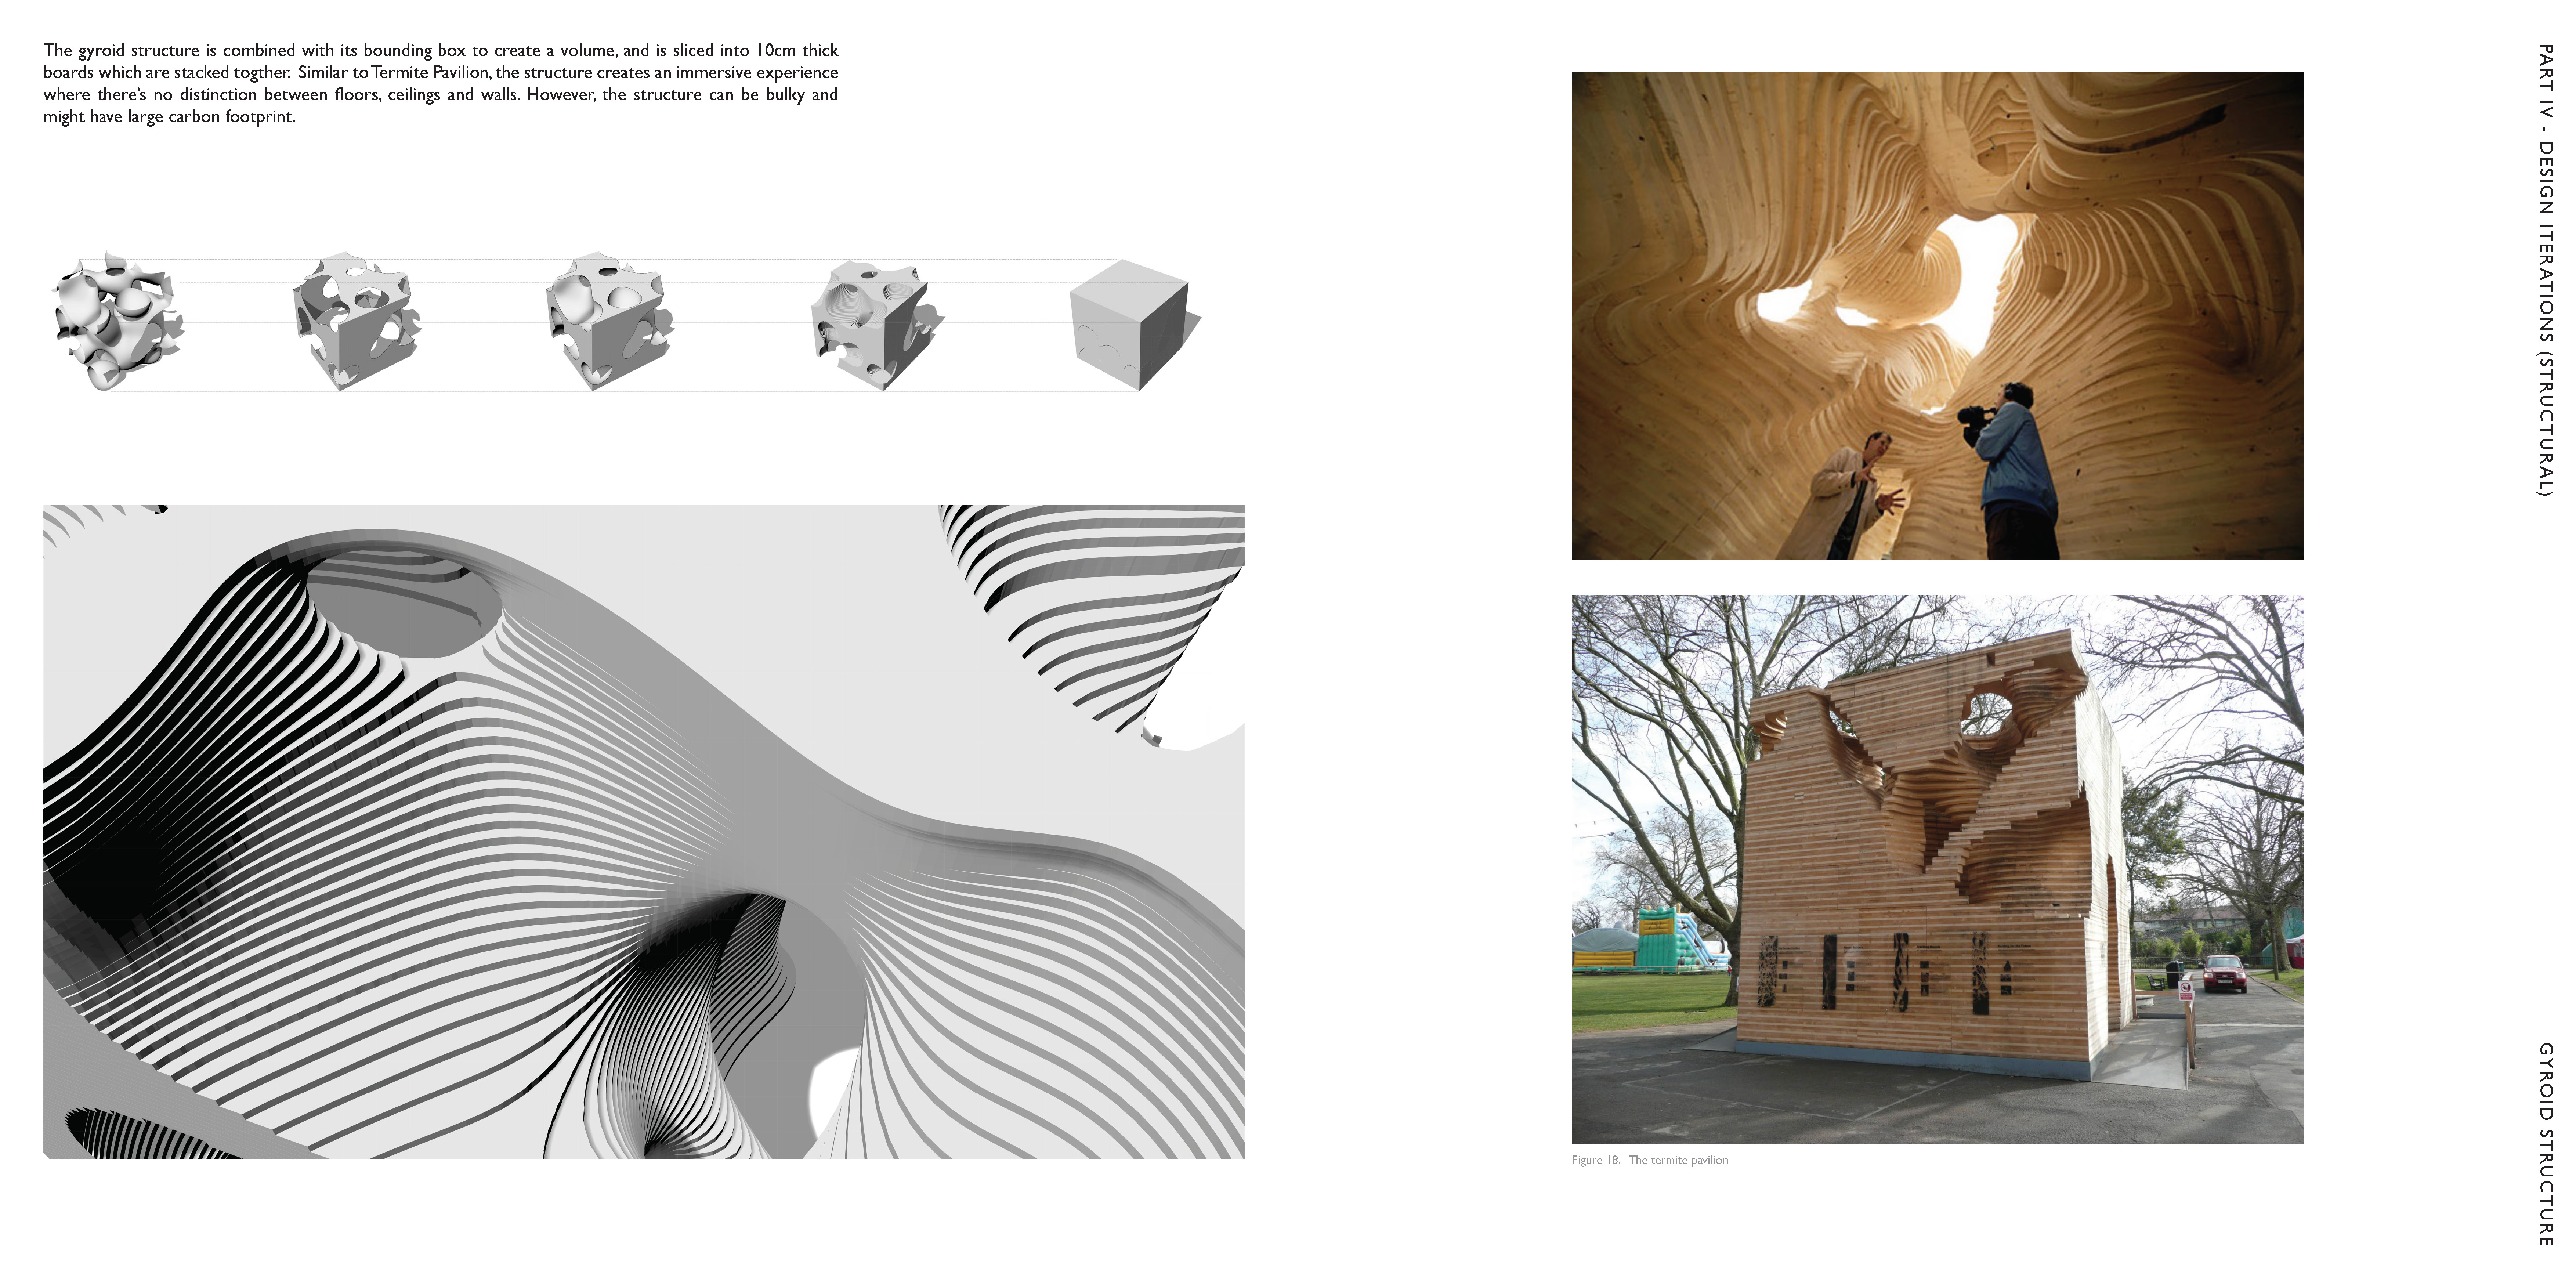 The gyroid structure is combined with its bounding box to create a volume, and is sliced into 10cm thick
boards which are stacked togther. Similar to Termite Pavilion, the structure creates an immersive experience
where there's no distinction between floors, ceilings and walls. However, the structure can be bulky and
might have large carbon footprint.
Figure 18. The termite pavilion
PART IV - DESIGN ITERATIONS (STRUCTURAL)
GYROID STRUCTURE